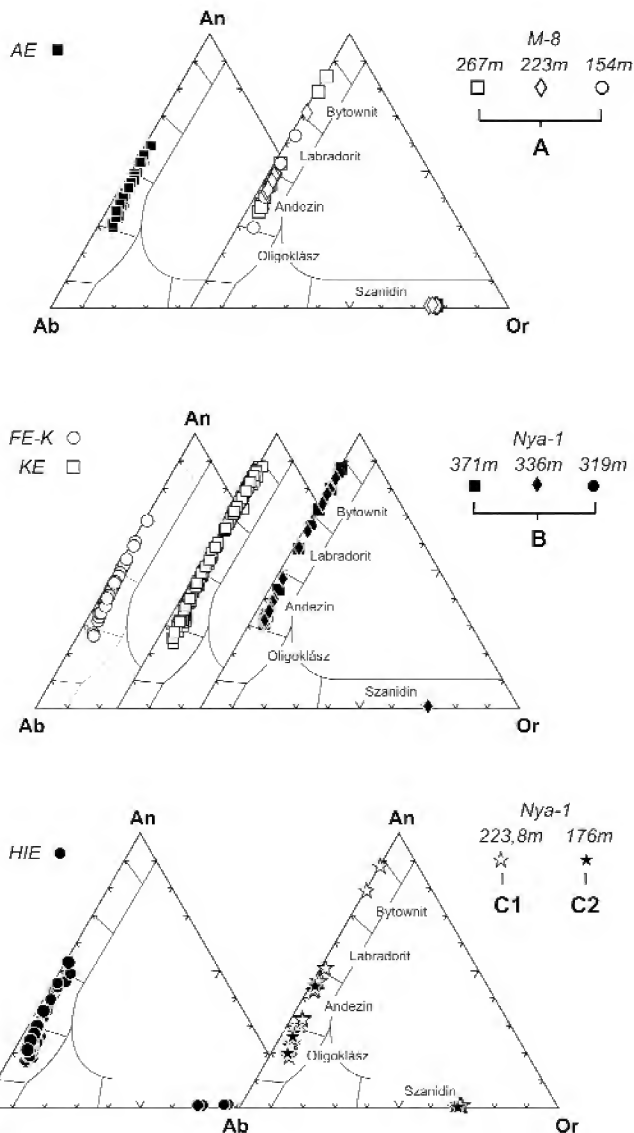 An
AE
M-8
267m 223m 154m
A
Bytownit
Labradorit
Andezin
Oligoklász
Szanidin
Ab
Or
An
FE-K
KE
Nya-1
371m 336m 319m
B
Bytownit
Labradorit
Andezin
Oligoklász
Szanidin
Ab
Or
An
An
HIE
Nya-1
223,8m 176m
C1 C2
Bytownit
Labradorit
Andezin
Oligoklász
Szanidin
Ab
Or